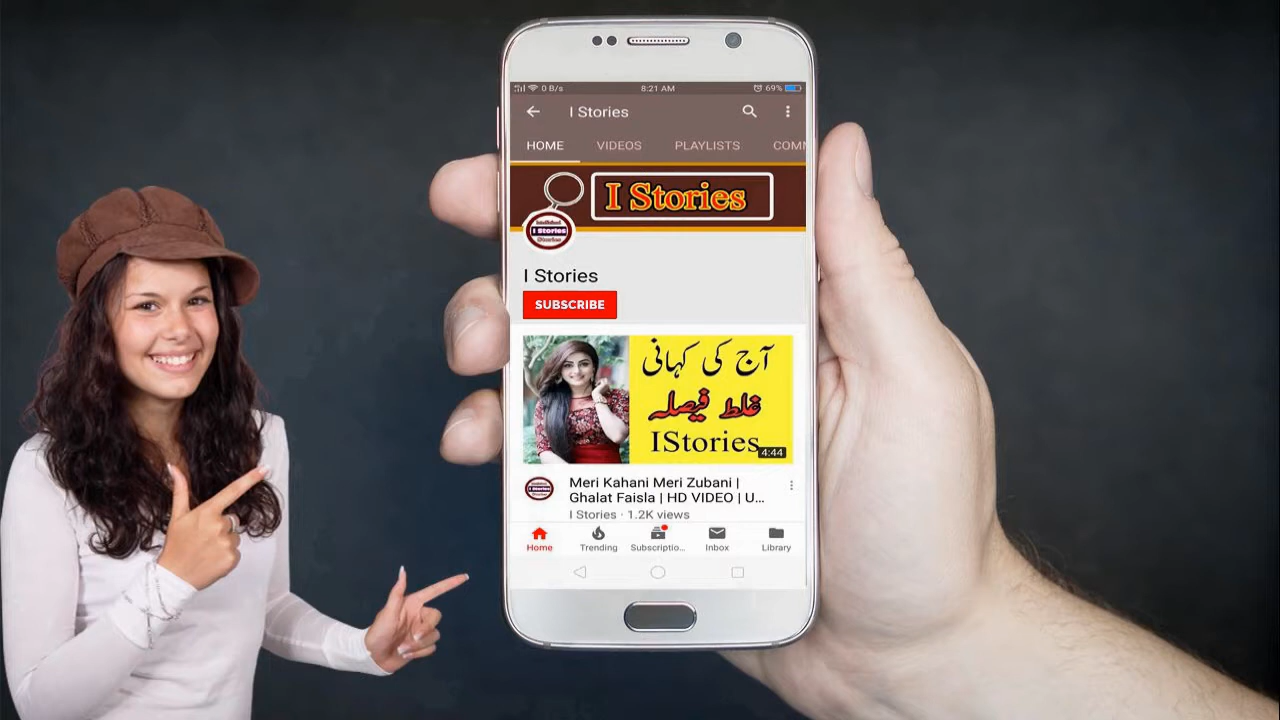 0 B/s 8:21 AM 69%
I Stories
HOME VIDEOS PLAYLISTS COMM
I Stories
I Stories
Stories
I Stories
SUBSCRIBE
آج کی کہانی
غلط فیصلہ
IStories
4:44
Meri Kahani Meri Zubani |
Ghalat Faisla | HD VIDEO | U...
I Stories
I Stories · 1.2K views
Home Trending Subscriptio... Inbox Library